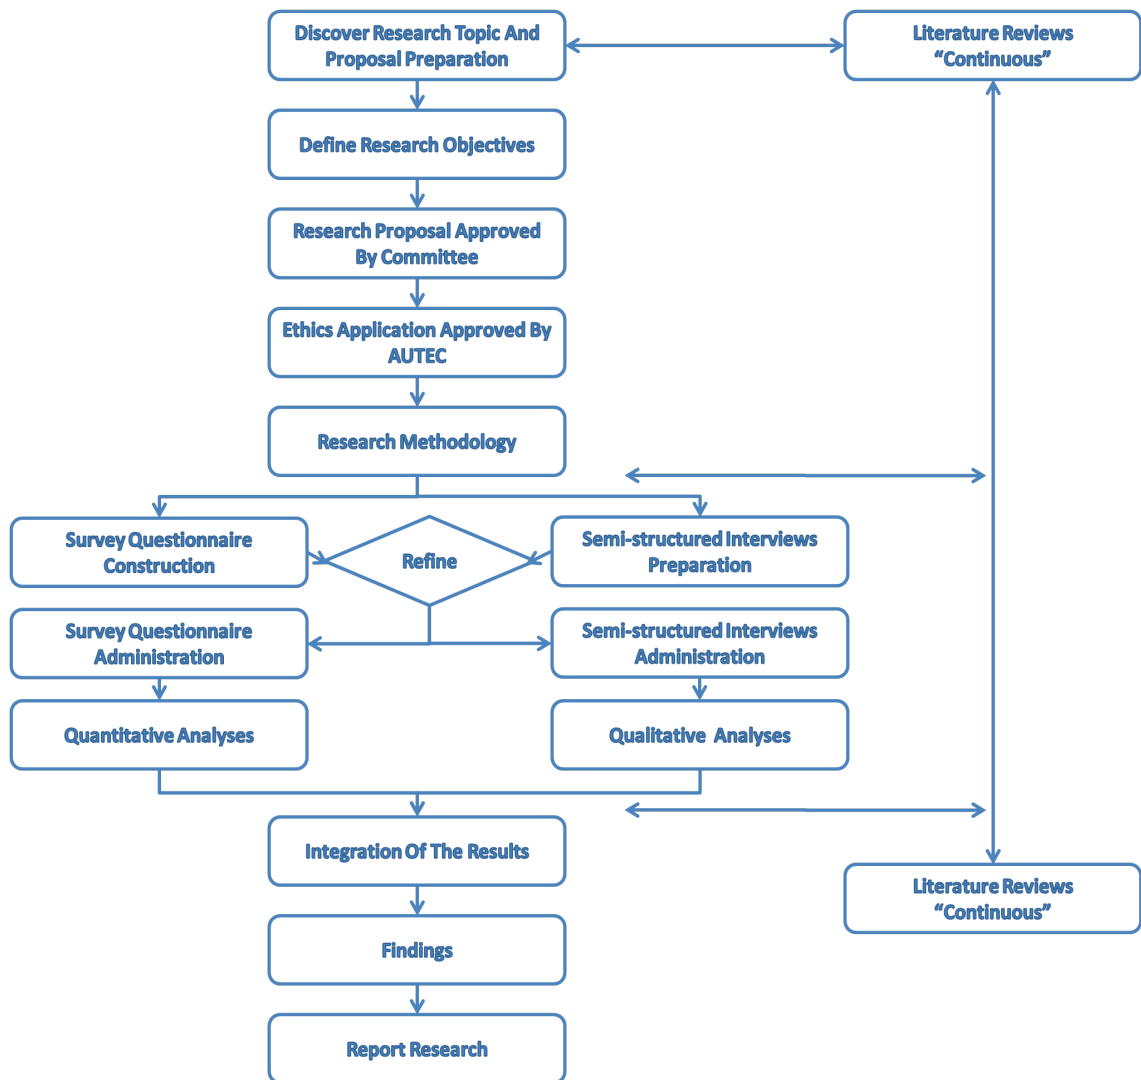 Discover Research Topic And
Proposal Preparation
Literature Reviews
“Continuous”
Define Research Objectives
Research Proposal Approved
By Committee
Ethics Application Approved By
AUTEC
Research Methodology
Survey Questionnaire
Construction
Refine
Semi-structured Interviews
Preparation
Survey Questionnaire
Administration
Semi-structured Interviews
Administration
Quantitative Analyses
Qualitative Analyses
Integration Of The Results
Literature Reviews
“Continuous”
Findings
Report Research